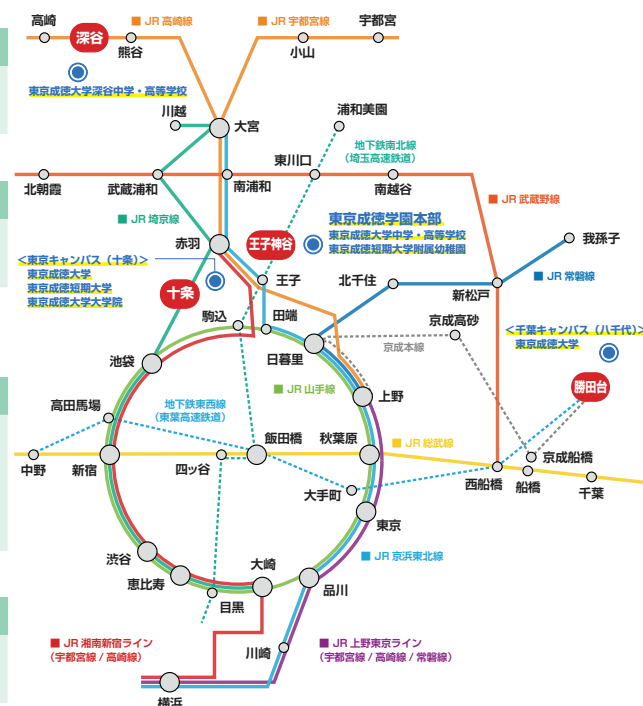 高崎
深谷
熊谷
■ JR 高崎線
■ JR 宇都宮線
小山
宇都宮
東京成徳大学深谷中学・高等学校
川越
大宮
浦和美園
地下鉄南北線
（埼玉高速鉄道）
北朝霞
武蔵浦和
南浦和
東川口
南越谷
■ JR 武蔵野線
■ JR 埼京線
赤羽
王子神谷
東京成徳学園本部
東京成徳大学中学・高等学校
東京成徳短期大学附属幼稚園
我孫子
＜東京キャンパス（十条）＞
東京成徳大学
東京成徳短期大学
東京成徳大学大学院
十条
王子
北千住
新松戸
■ JR 常磐線
駒込
田端
日暮里
京成高砂
京成本線
＜千葉キャンパス（八千代）＞
東京成徳大学
勝田台
池袋
■ JR 山手線
上野
高田馬場
地下鉄東西線
（東葉高速鉄道）
中野
新宿
四ッ谷
飯田橋
秋葉原
■ JR 総武線
京成船橋
西船橋
船橋
千葉
大手町
東京
渋谷
恵比寿
目黒
大崎
品川
■ JR 京浜東北線
■ JR 湘南新宿ライン
（宇都宮線 / 高崎線）
川崎
■ JR 上野東京ライン
（宇都宮線 / 高崎線 / 常磐線）
横浜